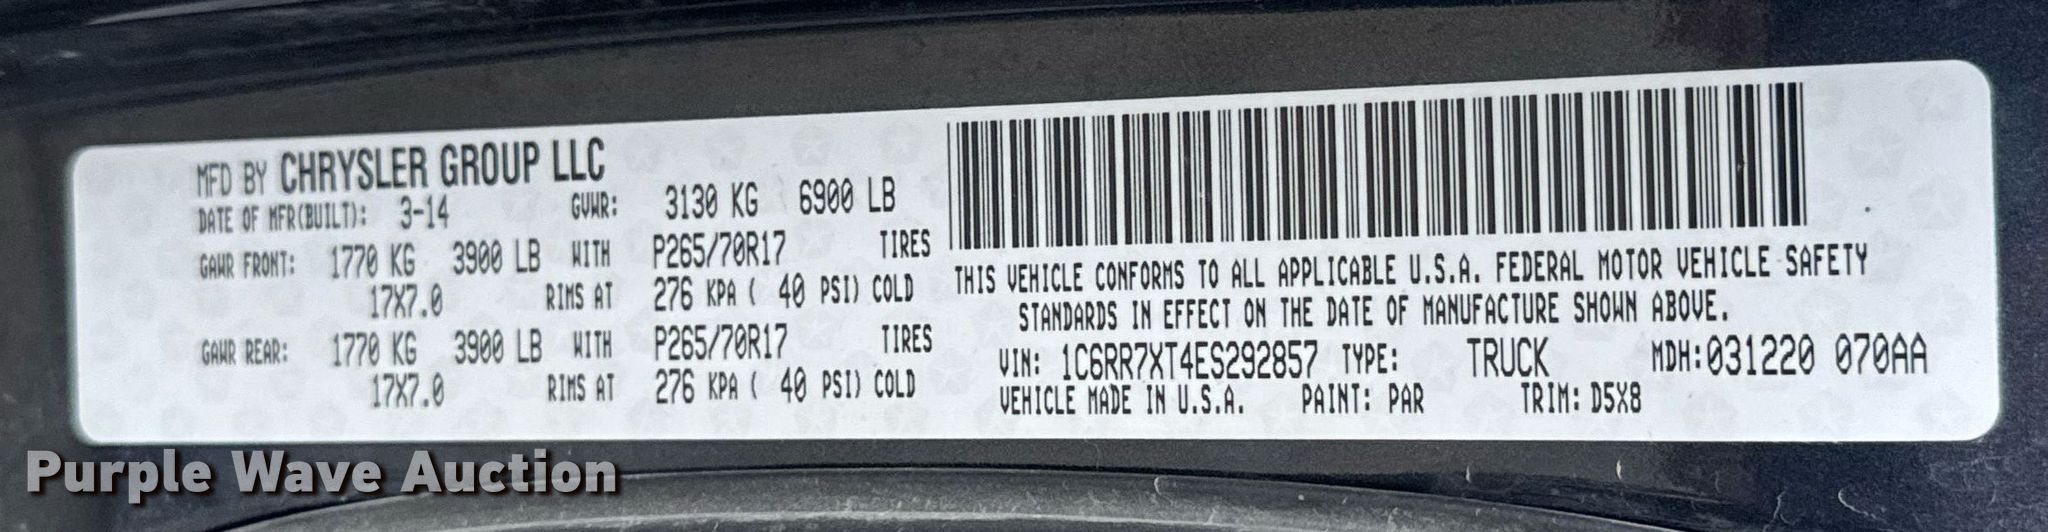 MFD BY CHRYSLER GROUP LLC
DATE OF MFR(BUILT): 3-14 GVWR: 3130 KG 6900 LB
GAWR FRONT: 1770 KG 3900 LB WITH P265/70R17 TIRES
17X7.0 RIMS AT 276 KPA ( 40 PSI) COLD
GAWR REAR: 1770 KG 3900 LB WITH P265/70R17 TIRES
17X7.0 RIMS AT 276 KPA ( 40 PSI) COLD
THIS VEHICLE CONFORMS TO ALL APPLICABLE U.S.A. FEDERAL MOTOR VEHICLE SAFETY
STANDARDS IN EFFECT ON THE DATE OF MANUFACTURE SHOWN ABOVE.
VIN: 1C6RR7XT4ES292857 TYPE: TRUCK MDH:031220 070AA
VEHICLE MADE IN U.S.A. PAINT: PAR TRIM: D5X8
Purple Wave Auction